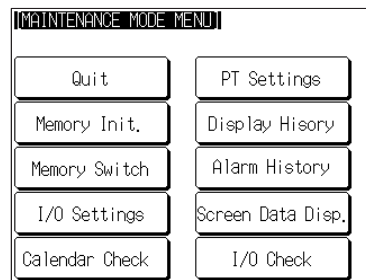 [MAINTENANCE MODE MENU]
Quit
PT Settings
Memory Init.
Display Hisory
Memory Switch
Alarm History
I/O Settings
Screen Data Disp.
Calendar Check
I/O Check